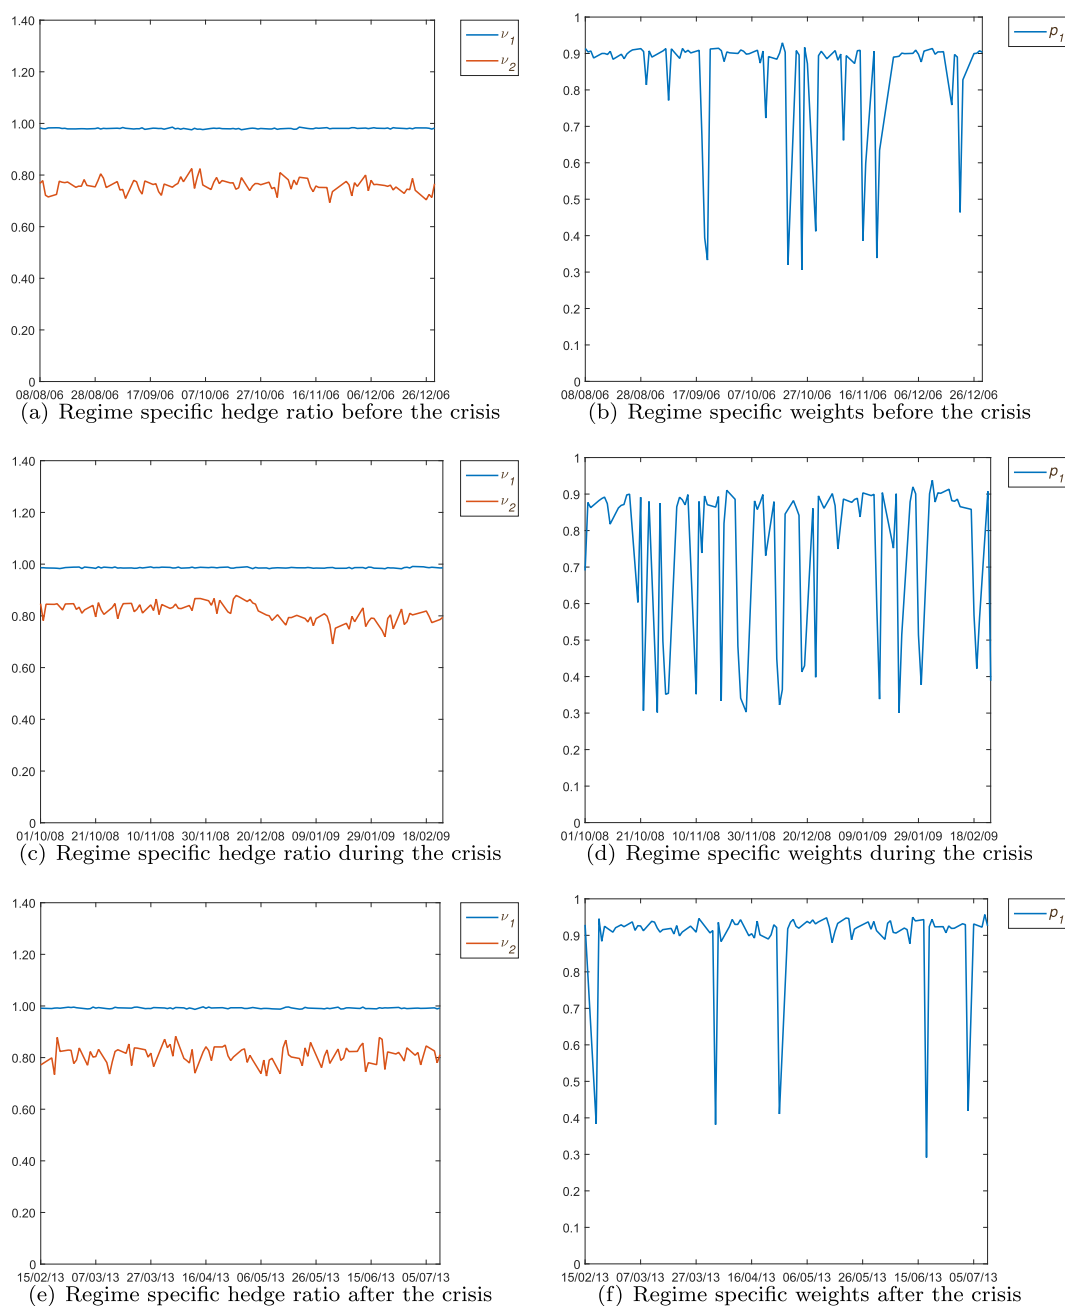 1.40
1.20
1.00
0.80
0.60
0.40
0.20
0
08/08/06 28/08/06 17/09/06 07/10/06 27/10/06 16/11/06 06/12/06 26/12/06
ν1
ν2
(a) Regime specific hedge ratio before the crisis
1
0.9
0.8
0.7
0.6
0.5
0.4
0.3
0.2
0.1
0
08/08/06 28/08/06 17/09/06 07/10/06 27/10/06 16/11/06 06/12/06 26/12/06
p1
(b) Regime specific weights before the crisis
1.40
1.20
1.00
0.80
0.60
0.40
0.20
0
01/10/08 21/10/08 10/11/08 30/11/08 20/12/08 09/01/09 29/01/09 18/02/09
ν1
ν2
(c) Regime specific hedge ratio during the crisis
1
0.9
0.8
0.7
0.6
0.5
0.4
0.3
0.2
0.1
0
01/10/08 21/10/08 10/11/08 30/11/08 20/12/08 09/01/09 29/01/09 18/02/09
p1
(d) Regime specific weights during the crisis
1.40
1.20
1.00
0.80
0.60
0.40
0.20
0
15/02/13 07/03/13 27/03/13 16/04/13 06/05/13 26/05/13 15/06/13 05/07/13
ν1
ν2
(e) Regime specific hedge ratio after the crisis
1
0.9
0.8
0.7
0.6
0.5
0.4
0.3
0.2
0.1
0
15/02/13 07/03/13 27/03/13 16/04/13 06/05/13 26/05/13 15/06/13 05/07/13
p1
(f) Regime specific weights after the crisis